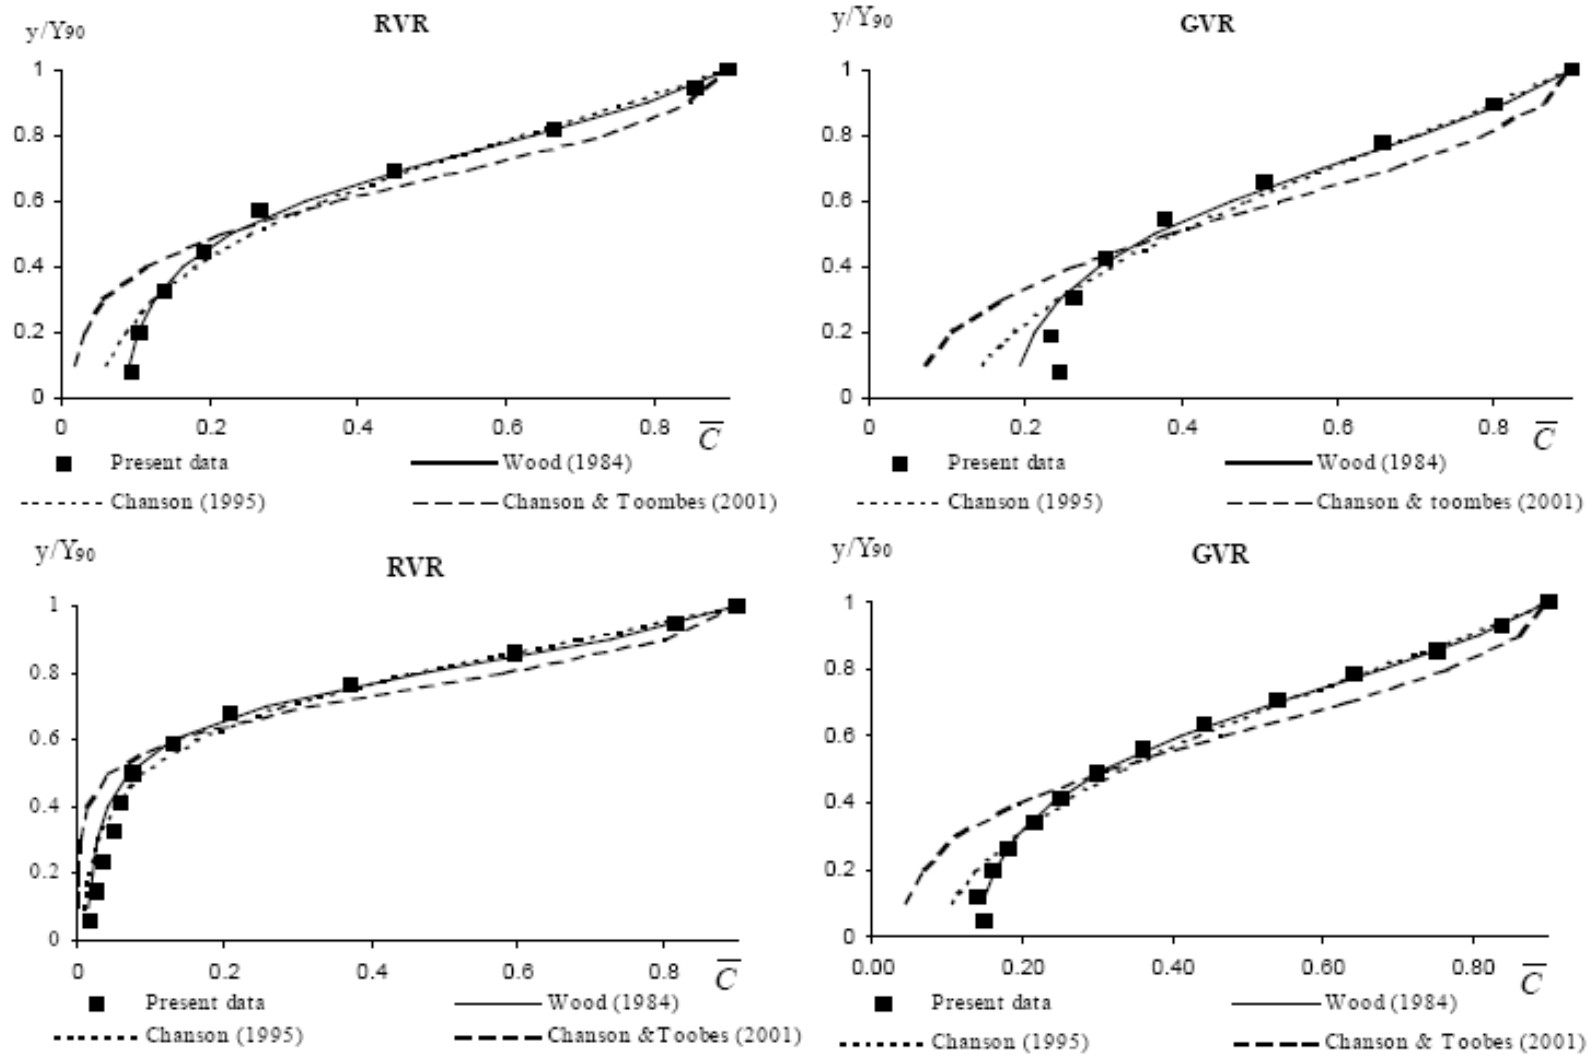 y/Y90
RVR
1
0.8
0.6
0.4
0.2
0
0 0.2 0.4 0.6 0.8 C̅
Present data Wood (1984)
Chanson (1995) Chanson & Toombes (2001)
y/Y90
GVR
1
0.8
0.6
0.4
0.2
0
0 0.2 0.4 0.6 0.8 C̅
Present data Wood (1984)
Chanson (1995) Chanson & toombes (2001)
y/Y90
RVR
1
0.8
0.6
0.4
0.2
0
0 0.2 0.4 0.6 0.8 C̅
Present data Wood (1984)
Chanson (1995) Chanson &Toobes (2001)
y/Y90
GVR
1
0.8
0.6
0.4
0.2
0
0.00 0.20 0.40 0.60 0.80 C̅
Present data Wood (1984)
Chanson (1995) Chanson & Toombes (2001)